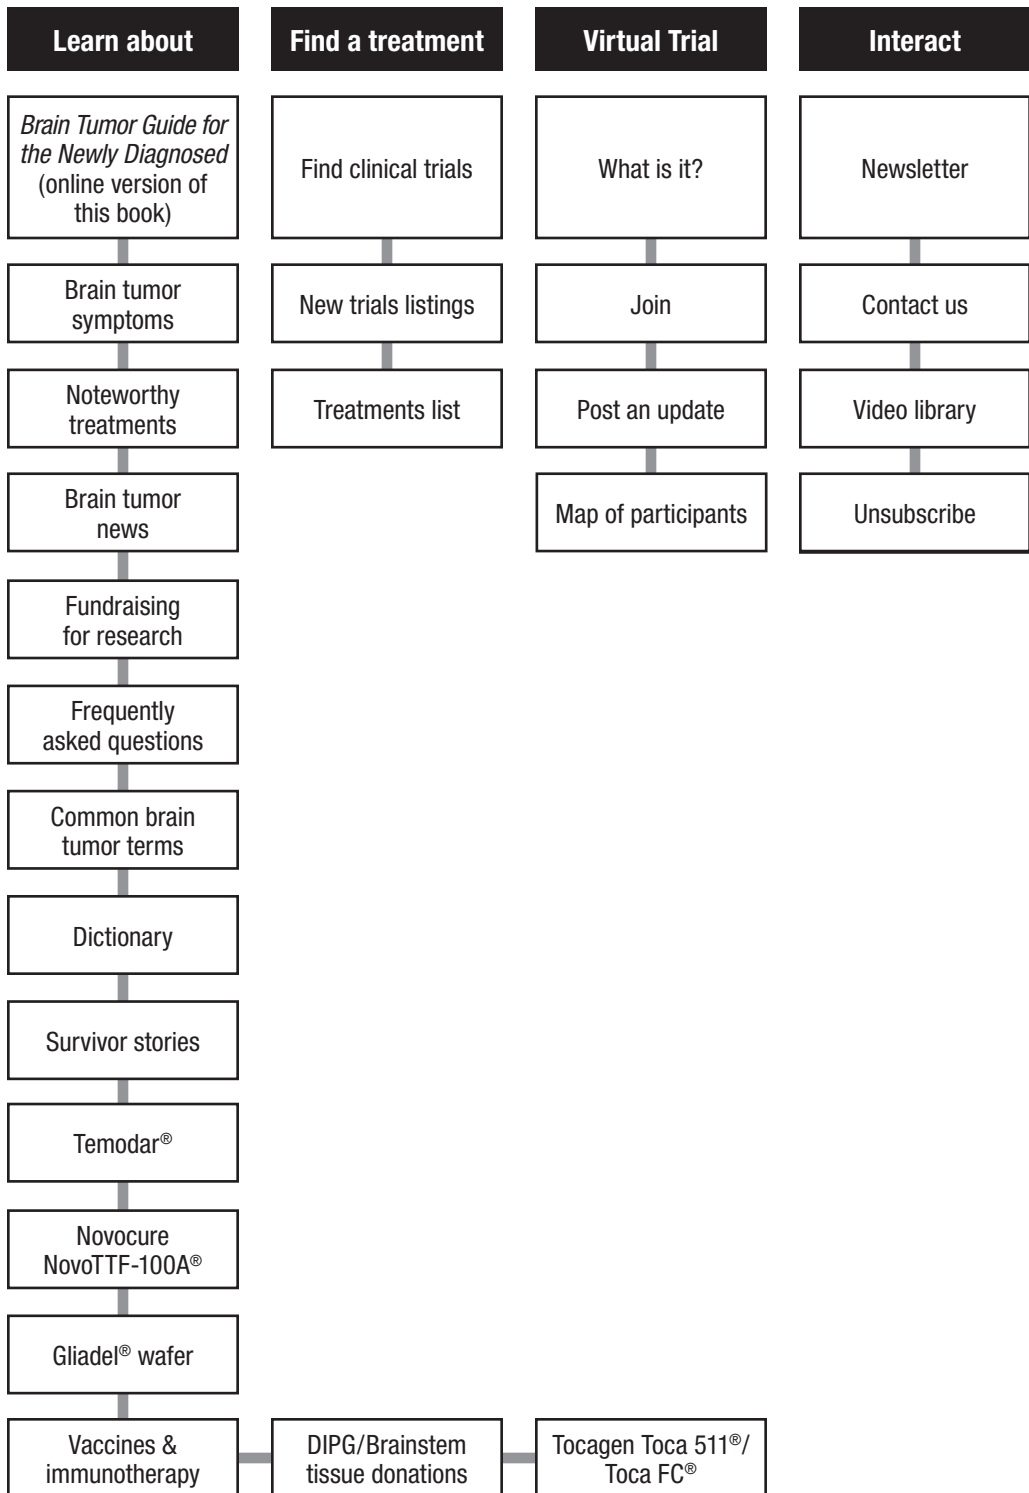 Learn about
Find a treatment
Virtual Trial
Interact
Brain Tumor Guide for
the Newly Diagnosed
(online version of
this book)
Brain tumor
symptoms
Noteworthy
treatments
Brain tumor
news
Fundraising
for research
Frequently
asked questions
Common brain
tumor terms
Dictionary
Survivor stories
Temodar®
Novocure
NovoTTF-100A®
Gliadel® wafer
Vaccines &
immunotherapy
DIPG/Brainstem
tissue donations
Tocagen Toca 511®/
Toca FC®
Find clinical trials
New trials listings
Treatments list
What is it?
Join
Post an update
Map of participants
Newsletter
Contact us
Video library
Unsubscribe